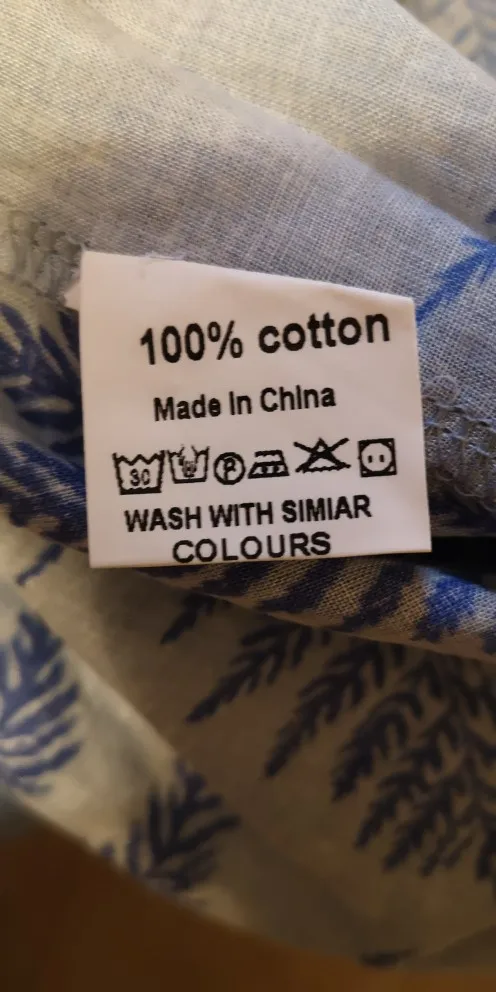 100% cotton
Made In China
30 P
WASH WITH SIMIAR
COLOURS